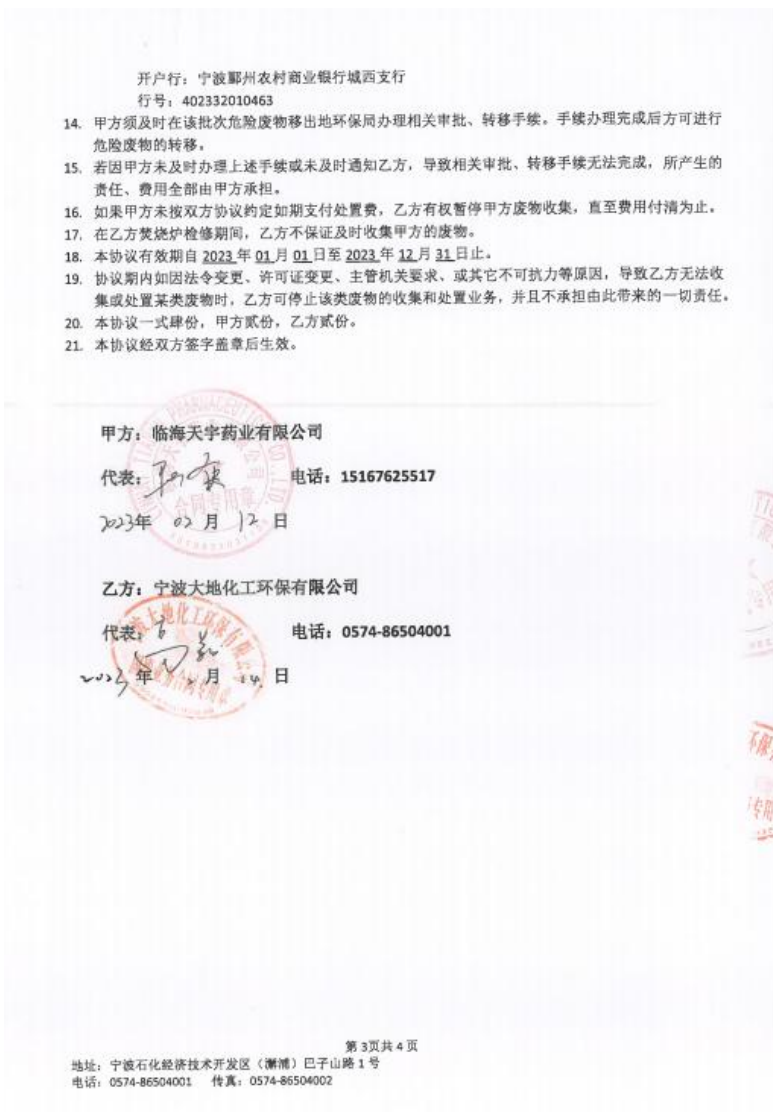 开户行：宁波鄞州农村商业银行城西支行
行号：402332010463
14. 甲方须及时在该批次危险废物移出地环保局办理相关审批、转移手续。手续办理完成后方可进行
危险废物的转移。
15. 若因甲方未及时办理上述手续或未及时通知乙方，导致相关审批、转移手续无法完成，所产生的
责任、费用全部由甲方承担。
16. 如果甲方未按双方协议约定如期支付处置费，乙方有权暂停甲方废物收集，直至费用付清为止。
17. 在乙方焚烧炉检修期间，乙方不保证及时收集甲方的废物。
18. 本协议有效期自 2023 年 01 月 01 日至 2023 年 12 月 31 日止。
19. 协议期内如因法令变更、许可证变更、主管机关要求、或其它不可抗力等原因，导致乙方无法收
集或处置某类废物时，乙方可停止该类废物的收集和处置业务，并且不承担由此带来的一切责任。
20. 本协议一式肆份，甲方贰份，乙方贰份。
21. 本协议经双方签字盖章后生效。
甲方：临海天宇药业有限公司
代表： 电话：15167625517
合同专用章
2023年 02 月 12 日
乙方：宁波大地化工环保有限公司
代表： 电话：0574-86504001
2023 年 2 月 14 日
第 3页共 4 页
地址：宁波石化经济技术开发区（澥浦）巴子山路 1 号
电话：0574-86504001 传真：0574-86504002